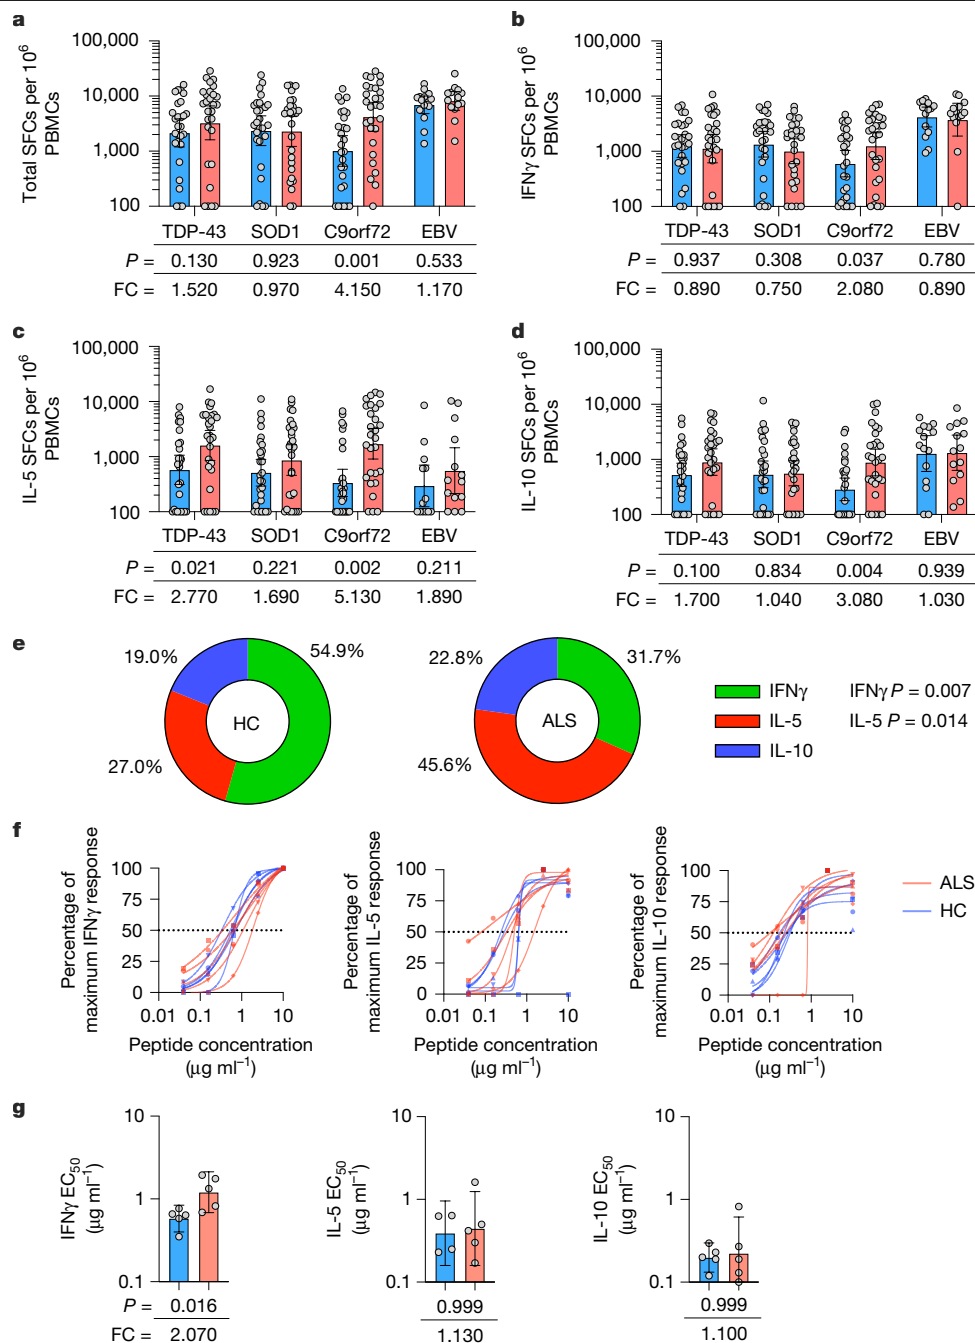 a
Total SFCs per 10⁶
PBMCs
100,000
10,000
1,000
100
TDP-43 SOD1 C9orf72 EBV
P = 0.130 0.923 0.001 0.533
FC = 1.520 0.970 4.150 1.170
b
IFNγ SFCs per 10⁶
PBMCs
100,000
10,000
1,000
100
TDP-43 SOD1 C9orf72 EBV
P = 0.937 0.308 0.037 0.780
FC = 0.890 0.750 2.080 0.890
c
IL-5 SFCs per 10⁶
PBMCs
100,000
10,000
1,000
100
TDP-43 SOD1 C9orf72 EBV
P = 0.021 0.221 0.002 0.211
FC = 2.770 1.690 5.130 1.890
d
IL-10 SFCs per 10⁶
PBMCs
100,000
10,000
1,000
100
TDP-43 SOD1 C9orf72 EBV
P = 0.100 0.834 0.004 0.939
FC = 1.700 1.040 3.080 1.030
e
19.0% 54.9%
HC
27.0%
22.8% 31.7%
ALS
45.6%
IFNγ IFNγ P = 0.007
IL-5 IL-5 P = 0.014
IL-10
f
Percentage of
maximum IFNγ response
100
75
50
25
0
0.01 0.1 1 10
Peptide concentration
(μg ml⁻¹)
Percentage of
maximum IL-5 response
100
75
50
25
0
0.01 0.1 1 10
Peptide concentration
(μg ml⁻¹)
Percentage of
maximum IL-10 response
100
75
50
25
0
0.01 0.1 1 10
Peptide concentration
(μg ml⁻¹)
ALS
HC
g
IFNγ EC₅₀
(μg ml⁻¹)
10
1
0.1
P = 0.016
FC = 2.070
IL-5 EC₅₀
(μg ml⁻¹)
10
1
0.1
0.999
1.130
IL-10 EC₅₀
(μg ml⁻¹)
10
1
0.1
0.999
1.100